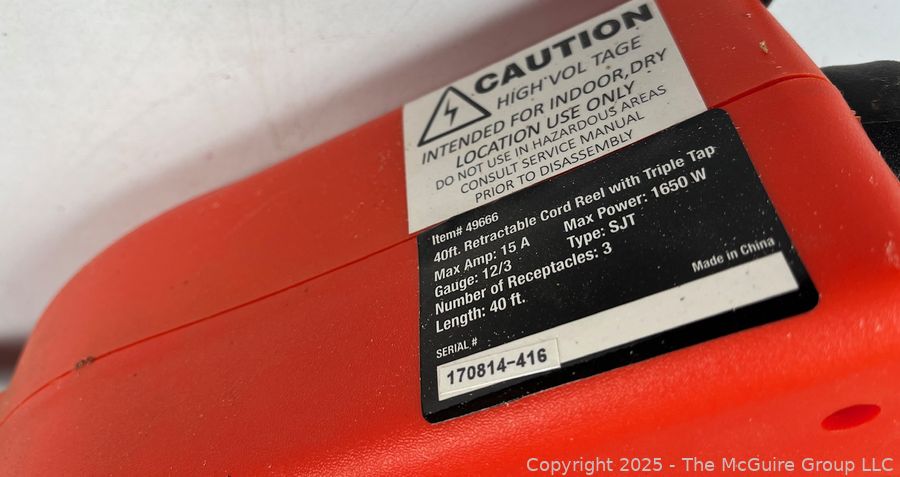 CAUTION
HIGH VOL TAGE
INTENDED FOR INDOOR, DRY
LOCATION USE ONLY
DO NOT USE IN HAZARDOUS AREAS
CONSULT SERVICE MANUAL
PRIOR TO DISASSEMBLY
Item# 49666
40ft. Retractable Cord Reel with Triple Tap
Max Amp: 15 A Max Power: 1650 W
Gauge: 12/3 Type: SJT
Number of Receptacles: 3
Length: 40 ft.
Made in China
SERIAL #
170814-416
Copyright 2025 - The McGuire Group LLC